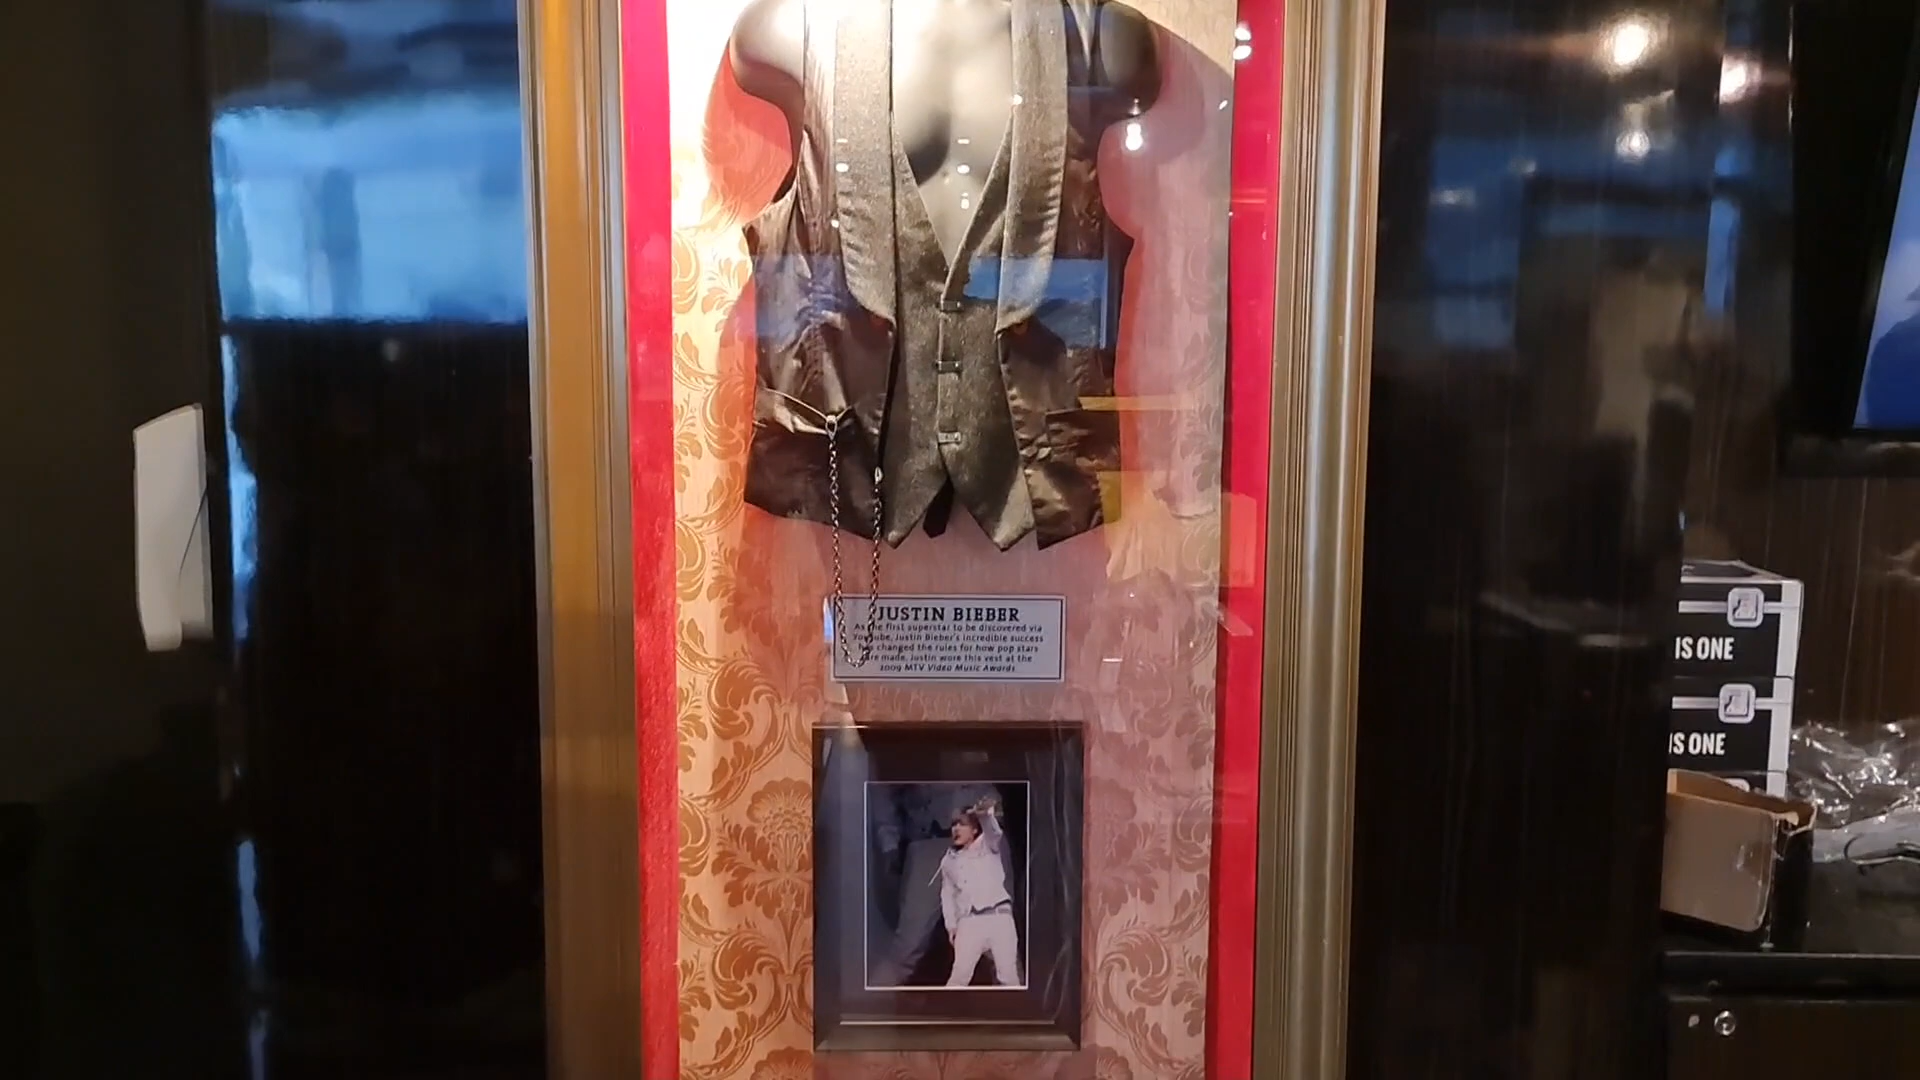 JUSTIN BIEBER
As the first superstar to be discovered via
YouTube, Justin Bieber's incredible success
has changed the rules for how pop stars
are made. Justin wore this vest at the
2009 MTV Video Music Awards.
IS ONE
IS ONE